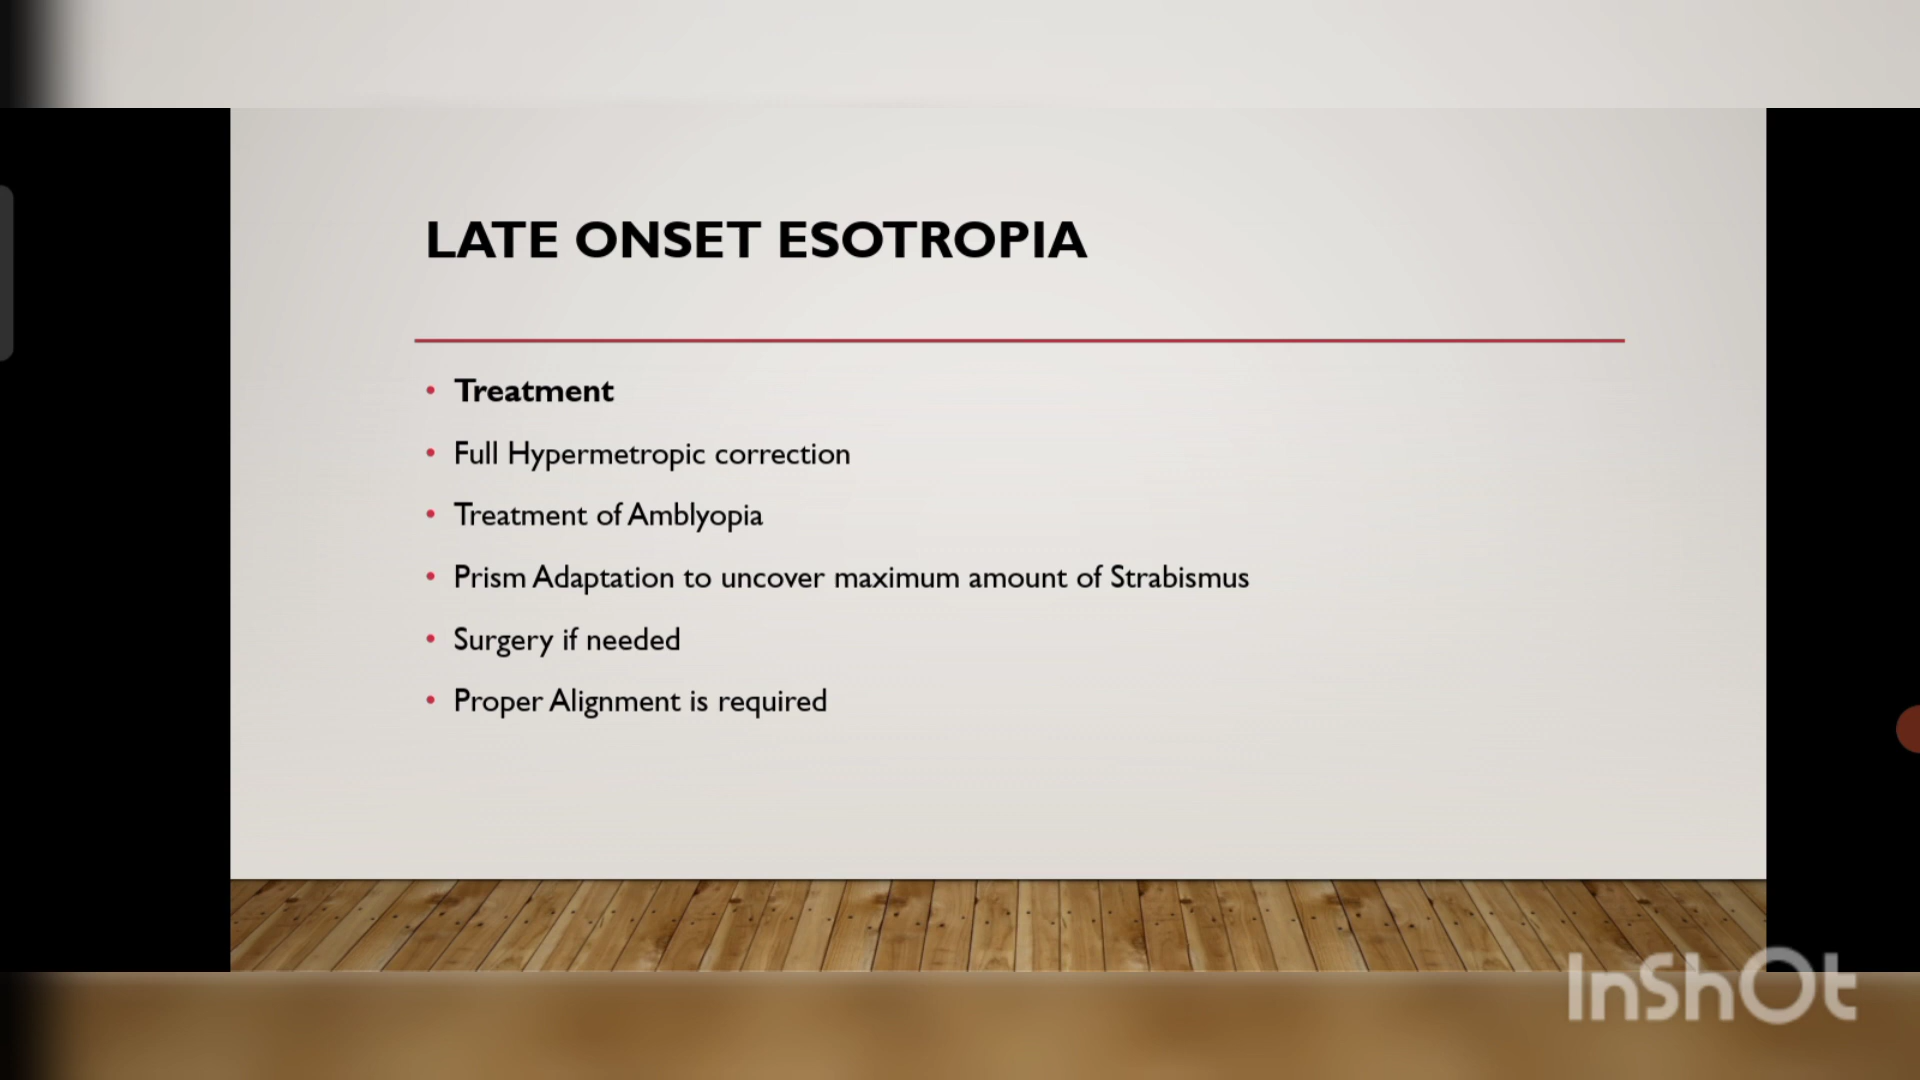 LATE ONSET ESOTROPIA
• Treatment
• Full Hypermetropic correction
• Treatment of Amblyopia
• Prism Adaptation to uncover maximum amount of Strabismus
• Surgery if needed
• Proper Alignment is required
InShOt